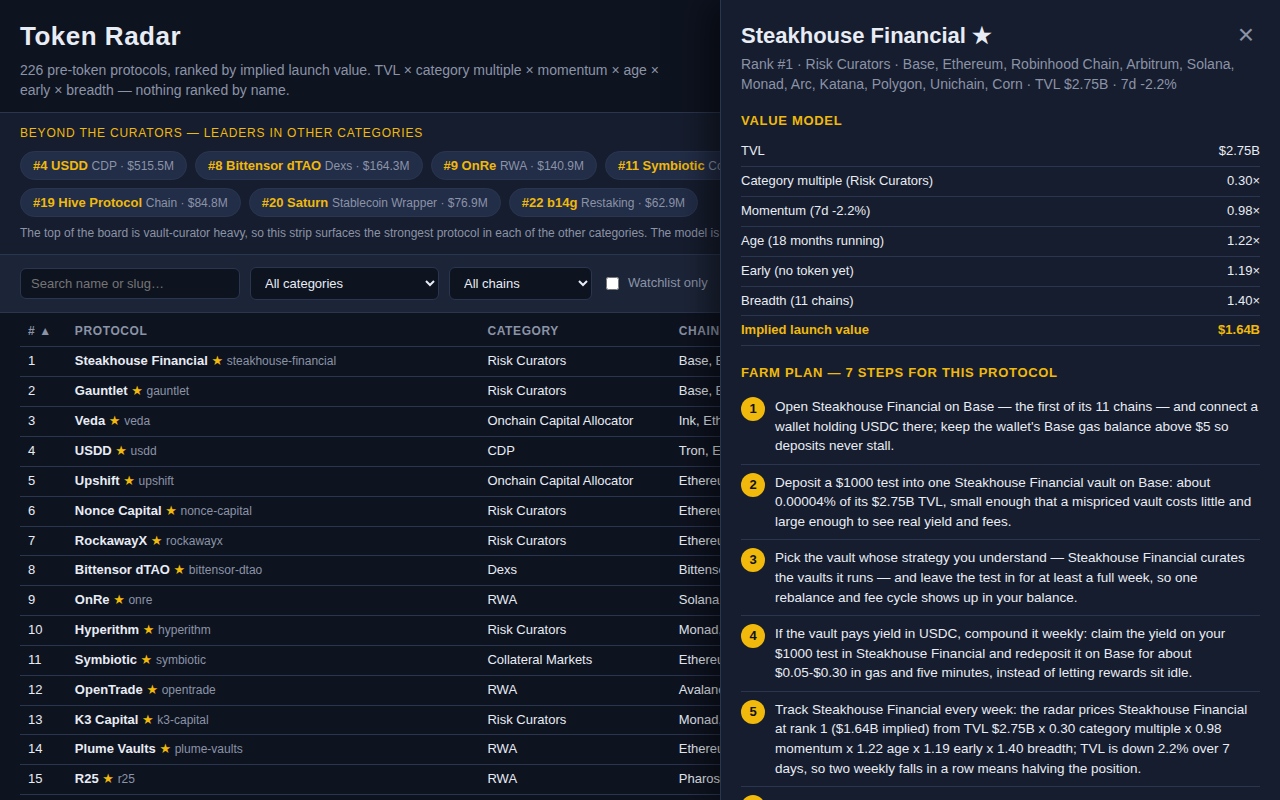 Token Radar
226 pre-token protocols, ranked by implied launch value. TVL × category multiple × momentum × age ×
early × breadth — nothing ranked by name.
BEYOND THE CURATORS — LEADERS IN OTHER CATEGORIES
#4 USDD CDP · $515.5M
#8 Bittensor dTAO Dexs · $164.3M
#9 OnRe RWA · $140.9M
#11 Symbiotic
#19 Hive Protocol Chain · $84.8M
#20 Saturn Stablecoin Wrapper · $76.9M
#22 b14g Restaking · $62.9M
The top of the board is vault-curator heavy, so this strip surfaces the strongest protocol in each of the other categories. The model is
Search name or slug…
All categories
All chains
Watchlist only
# ▲ PROTOCOL CATEGORY CHAIN
1 Steakhouse Financial ★ steakhouse-financial Risk Curators Base,
2 Gauntlet ★ gauntlet Risk Curators Base,
3 Veda ★ veda Onchain Capital Allocator Ink,
4 USDD ★ usdd CDP Tron,
5 Upshift ★ upshift Onchain Capital Allocator
6 Nonce Capital ★ nonce-capital Risk Curators
7 RockawayX ★ rockawayx Risk Curators
8 Bittensor dTAO ★ bittensor-dtao Dexs
9 OnRe ★ onre RWA Solana
10 Hyperithm ★ hyperithm Risk Curators Monad,
11 Symbiotic ★ symbiotic Collateral Markets
12 OpenTrade ★ opentrade RWA
13 K3 Capital ★ k3-capital Risk Curators Monad,
14 Plume Vaults ★ plume-vaults RWA
15 R25 ★ r25 RWA Pharos
Steakhouse Financial ★
✕
Rank #1 · Risk Curators · Base, Ethereum, Robinhood Chain, Arbitrum, Solana,
Monad, Arc, Katana, Polygon, Unichain, Corn · TVL $2.75B · 7d -2.2%
VALUE MODEL
TVL $2.75B
Category multiple (Risk Curators) 0.30×
Momentum (7d -2.2%) 0.98×
Age (18 months running) 1.22×
Early (no token yet) 1.19×
Breadth (11 chains) 1.40×
Implied launch value $1.64B
FARM PLAN — 7 STEPS FOR THIS PROTOCOL
1 Open Steakhouse Financial on Base — the first of its 11 chains — and connect a
wallet holding USDC there; keep the wallet's Base gas balance above $5 so
deposits never stall.
2 Deposit a $1000 test into one Steakhouse Financial vault on Base: about
0.00004% of its $2.75B TVL, small enough that a mispriced vault costs little and
large enough to see real yield and fees.
3 Pick the vault whose strategy you understand — Steakhouse Financial curates
the vaults it runs — and leave the test in for at least a full week, so one
rebalance and fee cycle shows up in your balance.
4 If the vault pays yield in USDC, compound it weekly: claim the yield on your
$1000 test in Steakhouse Financial and redeposit it on Base for about
$0.05-$0.30 in gas and five minutes, instead of letting rewards sit idle.
5 Track Steakhouse Financial every week: the radar prices Steakhouse Financial
at rank 1 ($1.64B implied) from TVL $2.75B x 0.30 category multiple x 0.98
momentum x 1.22 age x 1.19 early x 1.40 breadth; TVL is down 2.2% over 7
days, so two weekly falls in a row means halving the position.